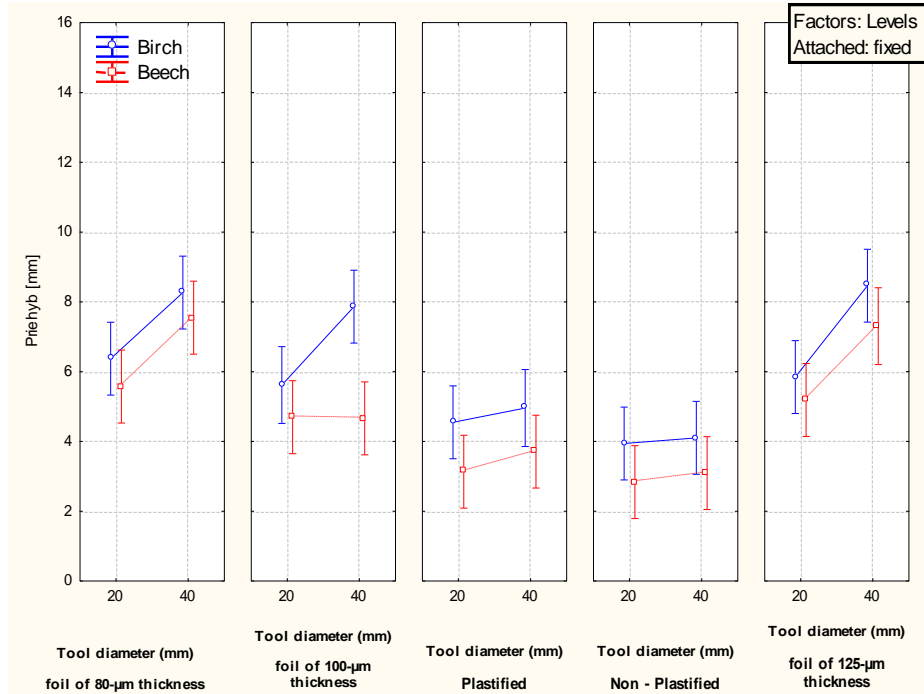 Factors: Levels
Attached: fixed
Birch
Beech
Priehyb [mm]
16
14
12
10
8
6
4
2
0
20 40
20 40
20 40
20 40
20 40
Tool diameter (mm)
foil of 80-µm thickness
Tool diameter (mm)
foil of 100-µm
thickness
Tool diameter (mm)
Plastified
Tool diameter (mm)
Non - Plastified
Tool diameter (mm)
foil of 125-µm
thickness